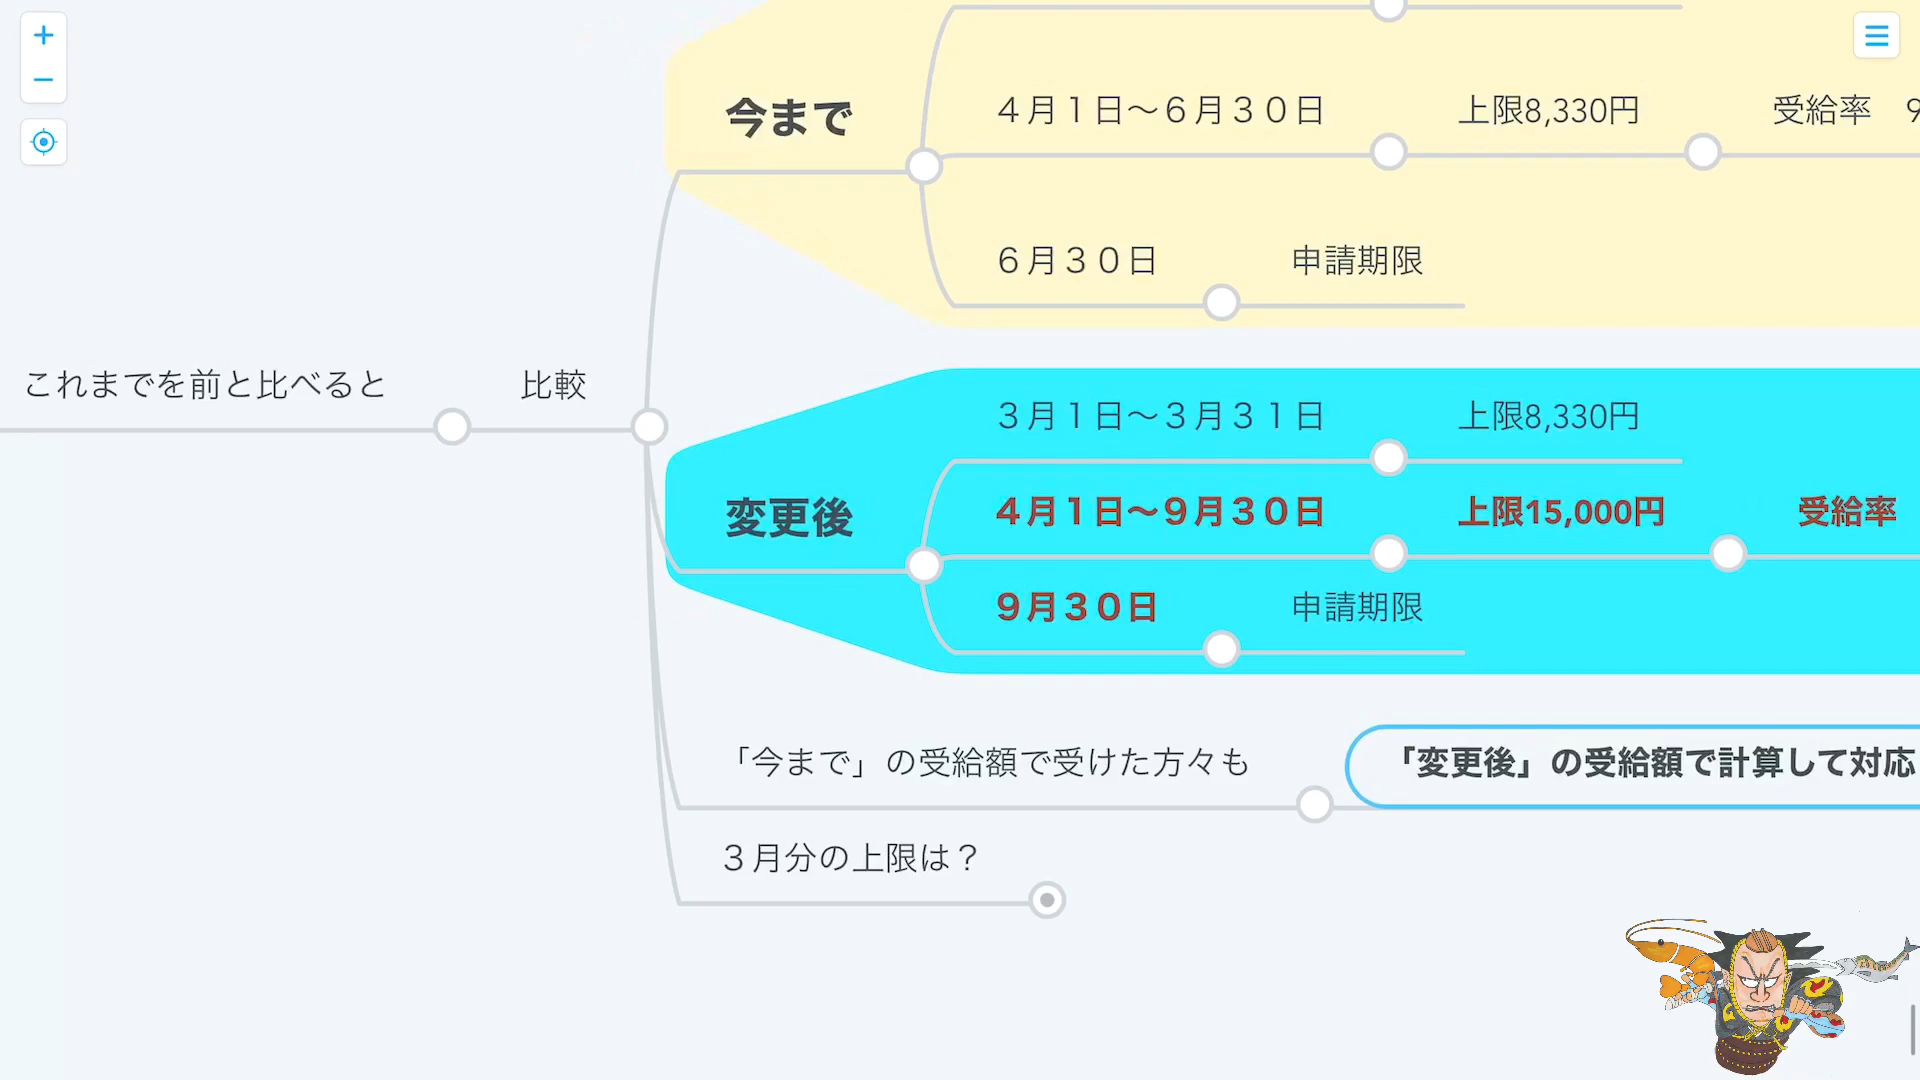 今まで
４月１日〜６月３０日 上限8,330円 受給率 9
６月３０日 申請期限
これまでを前と比べると 比較
変更後
３月１日〜３月３１日 上限8,330円
４月１日〜９月３０日 上限15,000円 受給率
９月３０日 申請期限
「今まで」の受給額で受けた方々も 「変更後」の受給額で計算して対応
３月分の上限は？